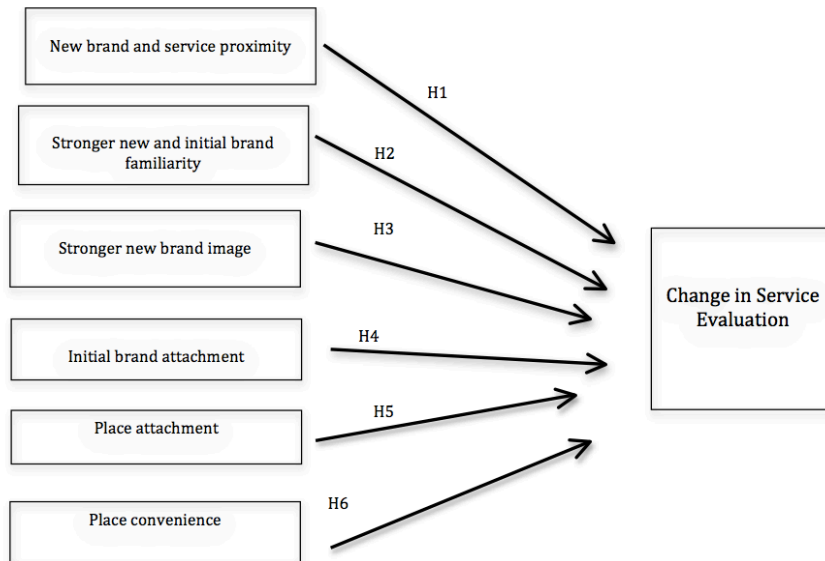 New brand and service proximity
H1
Stronger new and initial brand
familiarity
H2
Stronger new brand image
H3
Initial brand attachment
H4
Place attachment
H5
Place convenience
H6
Change in Service
Evaluation